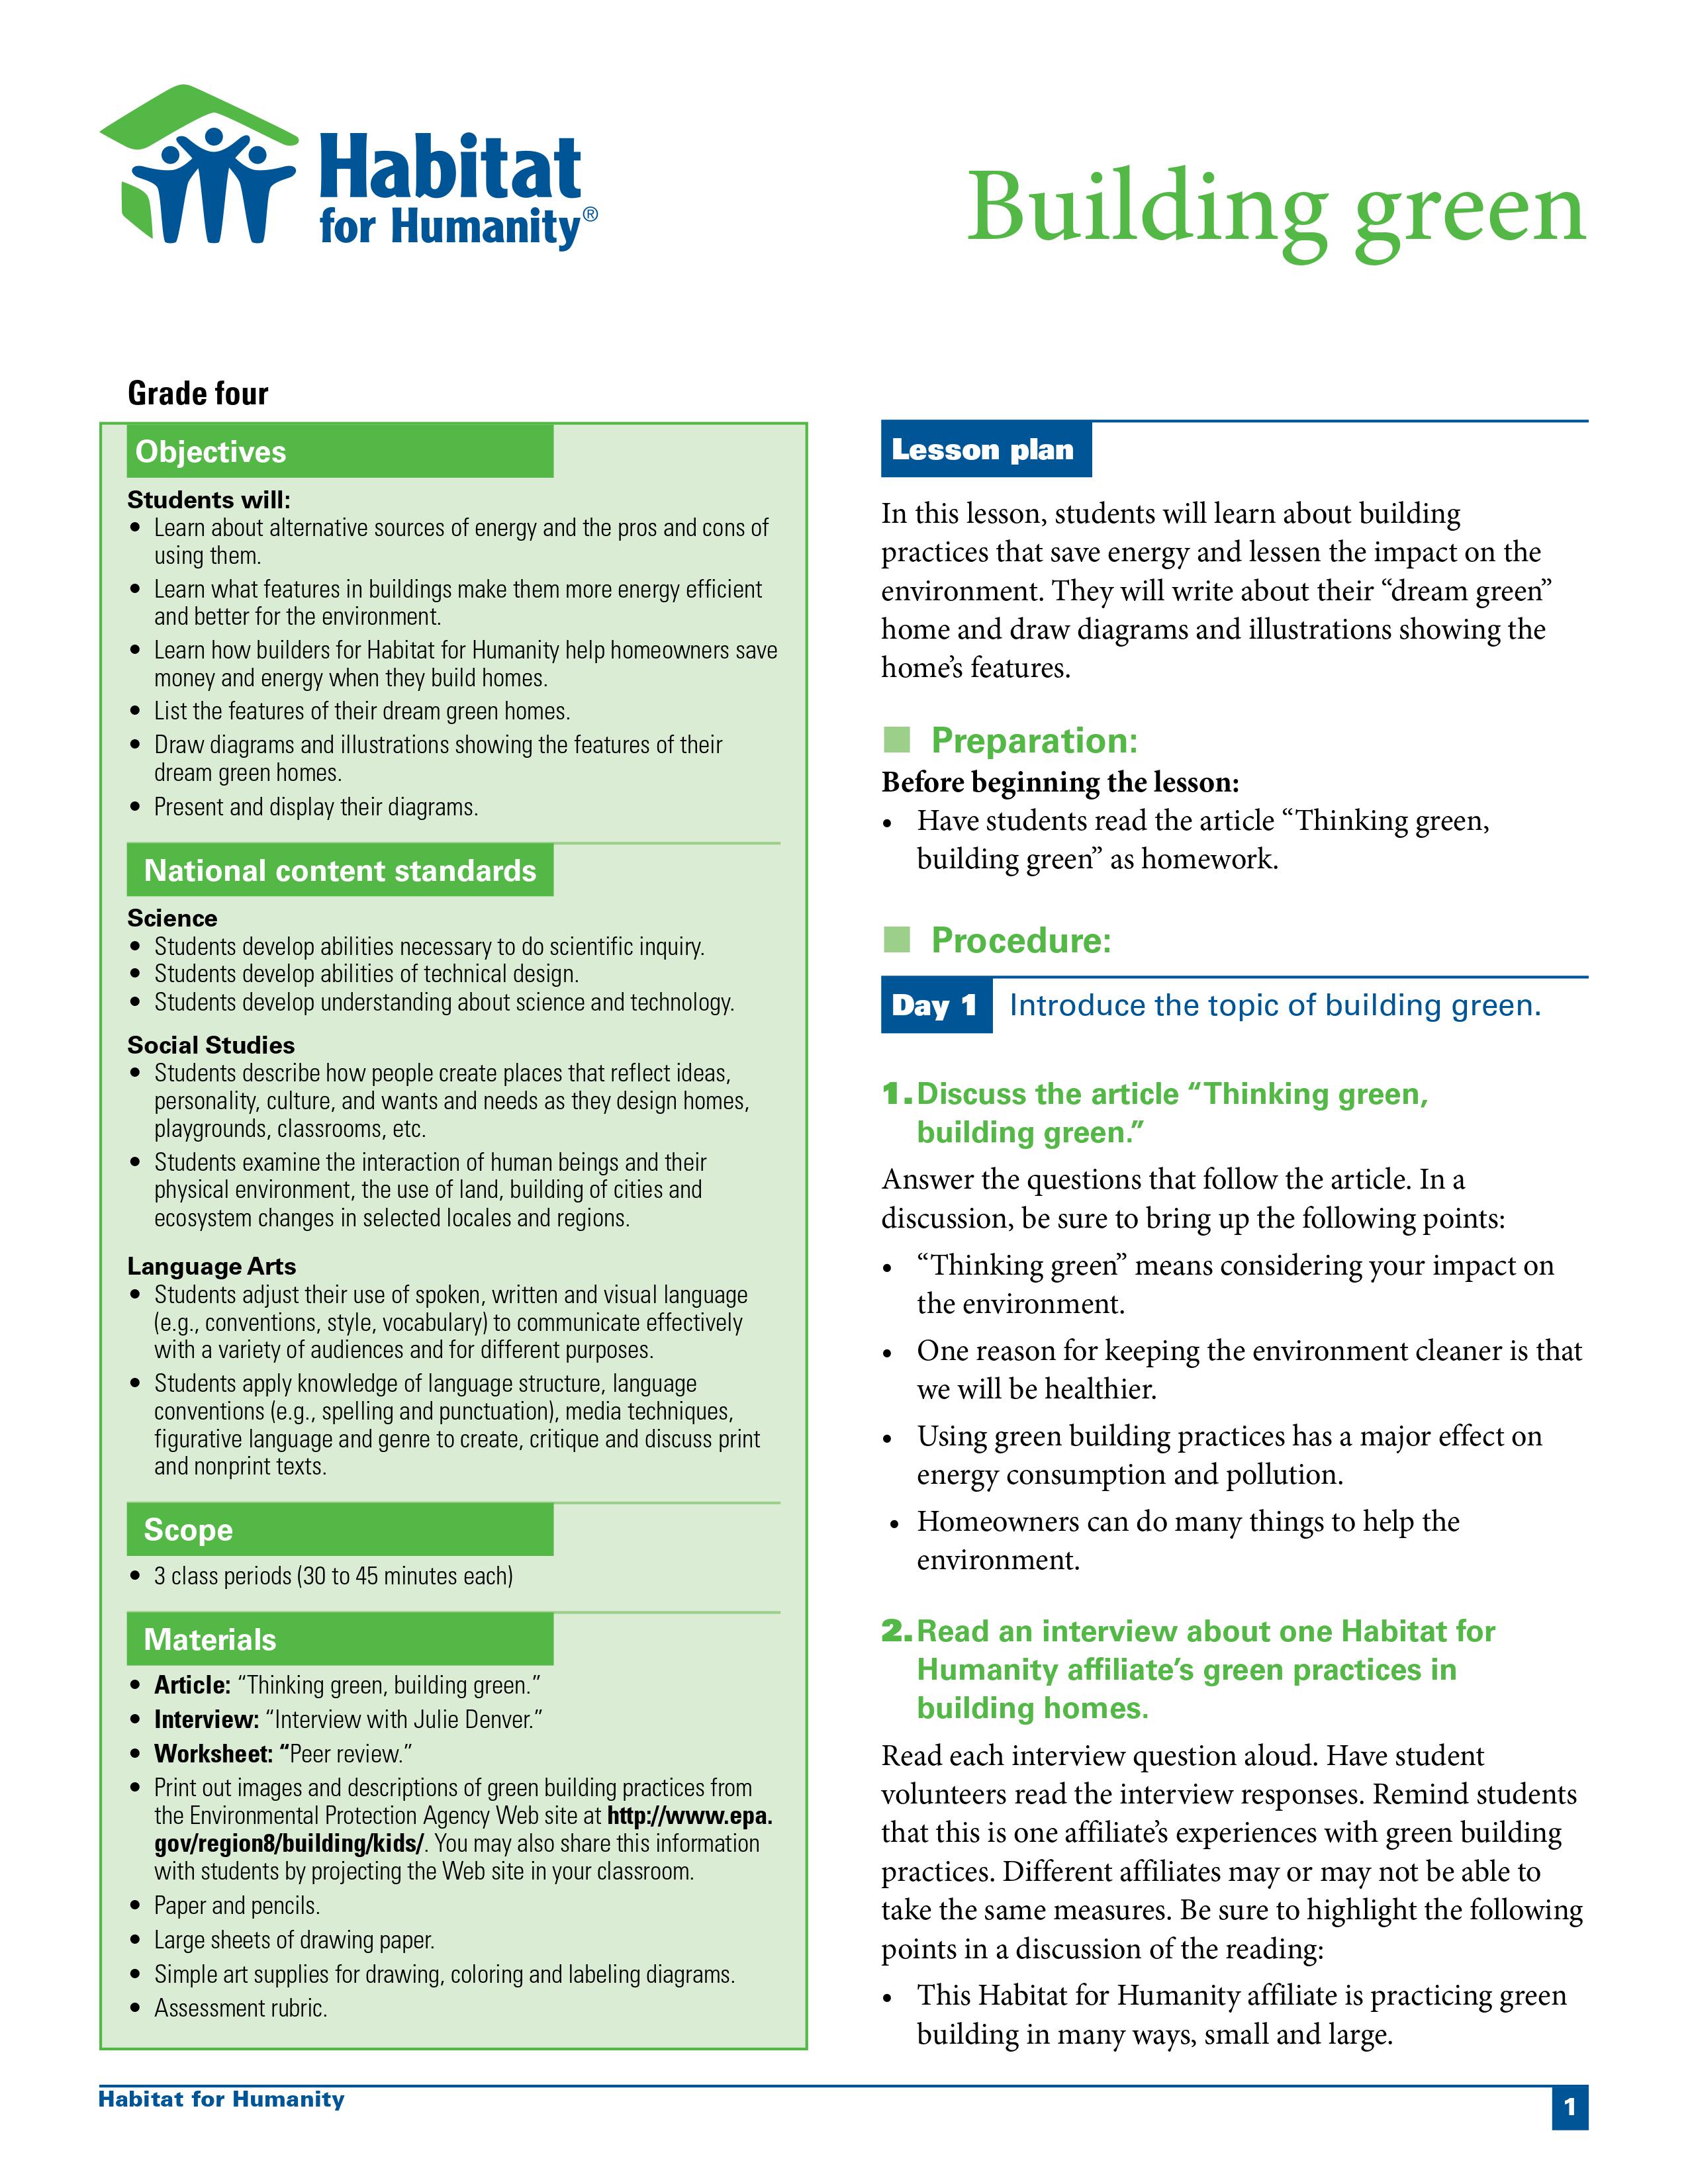 Habitat
for Humanity®
Building green
Grade four
Objectives
Students will:
• Learn about alternative sources of energy and the pros and cons of
using them.
• Learn what features in buildings make them more energy efficient
and better for the environment.
• Learn how builders for Habitat for Humanity help homeowners save
money and energy when they build homes.
• List the features of their dream green homes.
• Draw diagrams and illustrations showing the features of their
dream green homes.
• Present and display their diagrams.
National content standards
Science
• Students develop abilities necessary to do scientific inquiry.
• Students develop abilities of technical design.
• Students develop understanding about science and technology.
Social Studies
• Students describe how people create places that reflect ideas,
personality, culture, and wants and needs as they design homes,
playgrounds, classrooms, etc.
• Students examine the interaction of human beings and their
physical environment, the use of land, building of cities and
ecosystem changes in selected locales and regions.
Language Arts
• Students adjust their use of spoken, written and visual language
(e.g., conventions, style, vocabulary) to communicate effectively
with a variety of audiences and for different purposes.
• Students apply knowledge of language structure, language
conventions (e.g., spelling and punctuation), media techniques,
figurative language and genre to create, critique and discuss print
and nonprint texts.
Scope
• 3 class periods (30 to 45 minutes each)
Materials
• Article: “Thinking green, building green.”
• Interview: “Interview with Julie Denver.”
• Worksheet: “Peer review.”
• Print out images and descriptions of green building practices from
the Environmental Protection Agency Web site at http://www.epa.
gov/region8/building/kids/. You may also share this information
with students by projecting the Web site in your classroom.
• Paper and pencils.
• Large sheets of drawing paper.
• Simple art supplies for drawing, coloring and labeling diagrams.
• Assessment rubric.
Lesson plan
In this lesson, students will learn about building
practices that save energy and lessen the impact on the
environment. They will write about their “dream green”
home and draw diagrams and illustrations showing the
home’s features.
Preparation:
Before beginning the lesson:
• Have students read the article “Thinking green,
building green” as homework.
Procedure:
Day 1 Introduce the topic of building green.
1. Discuss the article “Thinking green,
building green.”
Answer the questions that follow the article. In a
discussion, be sure to bring up the following points:
• “Thinking green” means considering your impact on
the environment.
• One reason for keeping the environment cleaner is that
we will be healthier.
• Using green building practices has a major effect on
energy consumption and pollution.
• Homeowners can do many things to help the
environment.
2. Read an interview about one Habitat for
Humanity affiliate’s green practices in
building homes.
Read each interview question aloud. Have student
volunteers read the interview responses. Remind students
that this is one affiliate’s experiences with green building
practices. Different affiliates may or may not be able to
take the same measures. Be sure to highlight the following
points in a discussion of the reading:
• This Habitat for Humanity affiliate is practicing green
building in many ways, small and large.
Habitat for Humanity
1